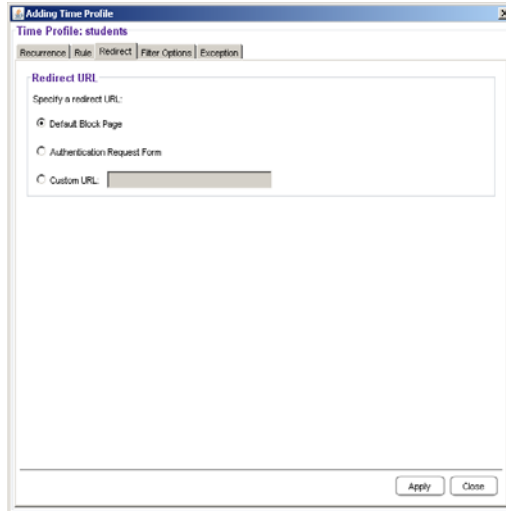 Adding Time Profile
Time Profile: students
Recurrence Rule Redirect Filter Options Exception
Redirect URL
Specify a redirect URL:
Default Block Page
Authentication Request Form
Custom URL:
Apply Close